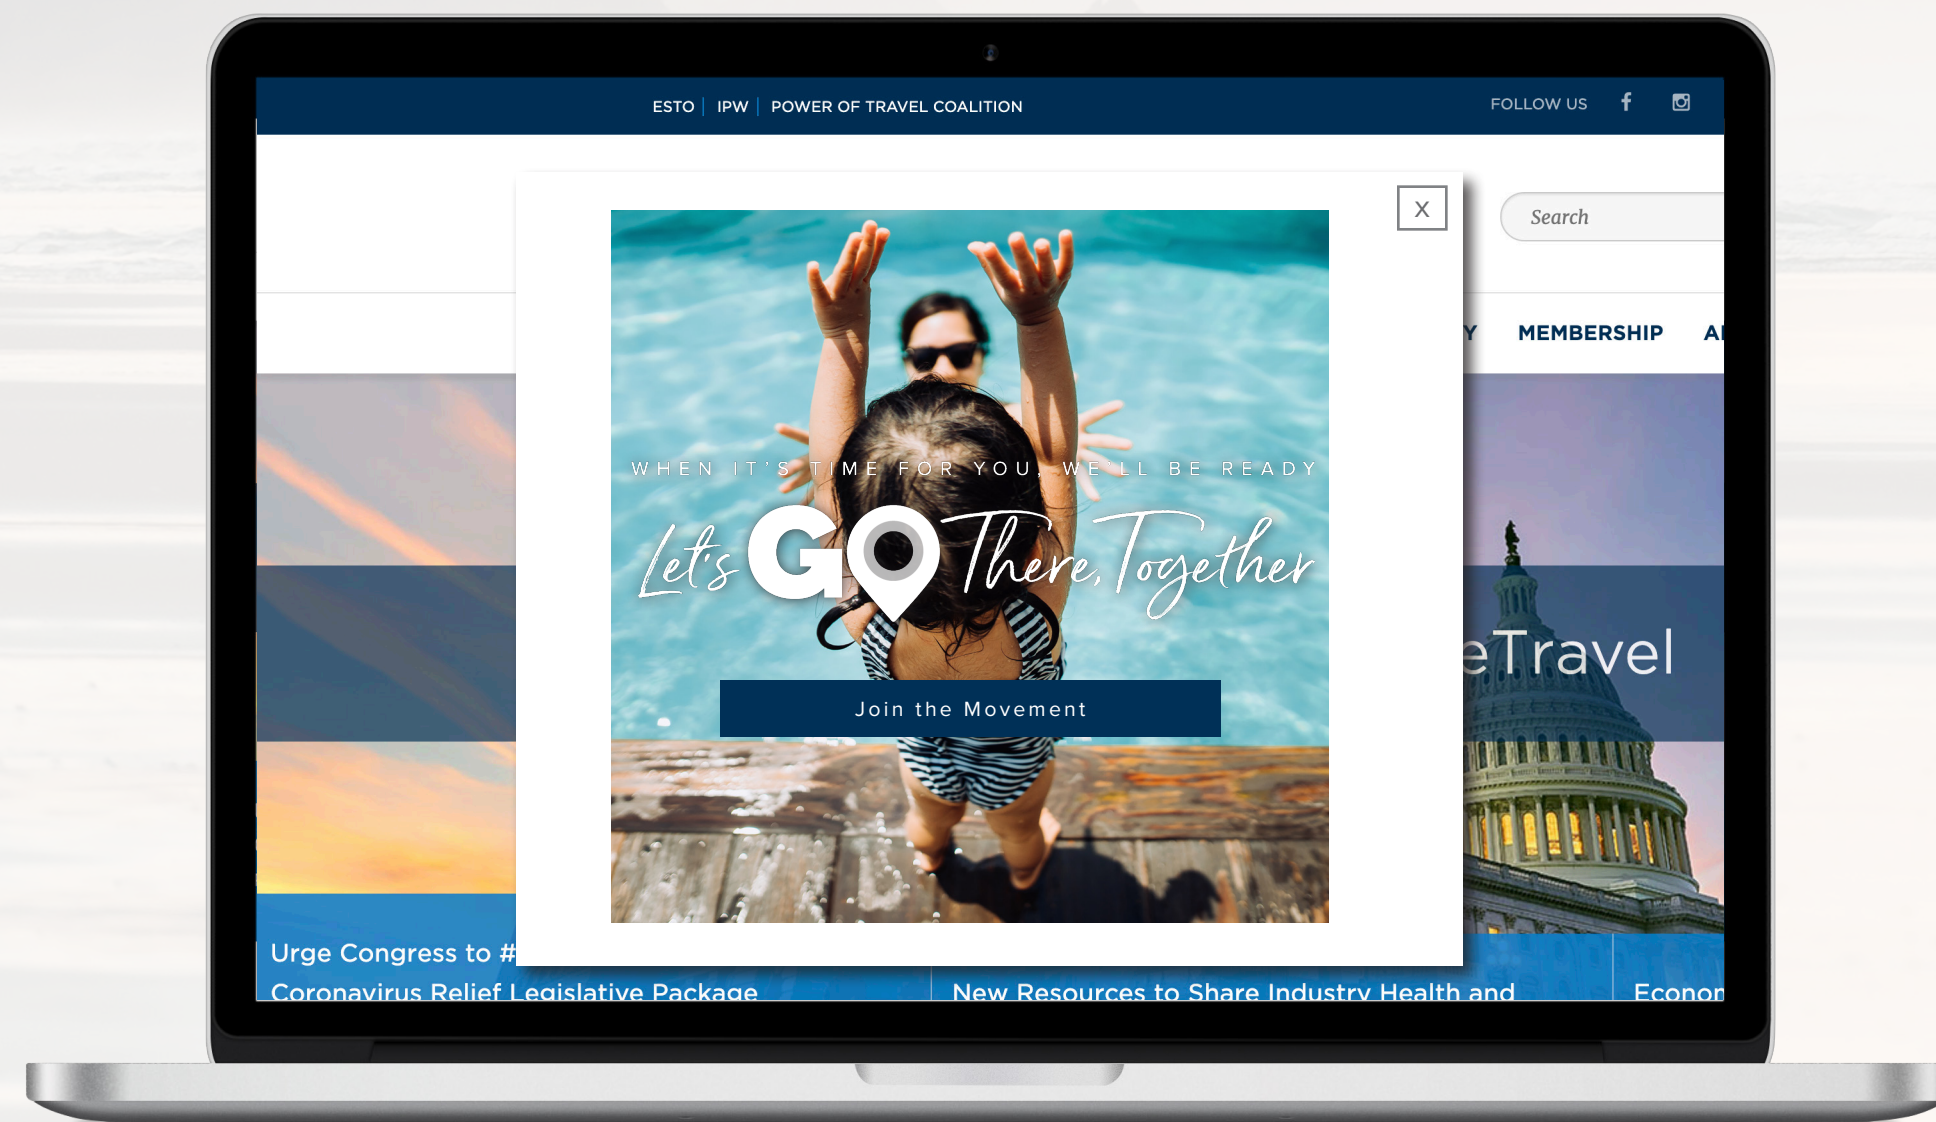 ESTO IPW POWER OF TRAVEL COALITION
FOLLOW US
X
Search
MEMBERSHIP
WHEN IT'S TIME FOR YOU, WE'LL BE READY
Let's GO There, Together
eTravel
Join the Movement
Urge Congress to #
Coronavirus Relief Legislative Package
New Resources to Share Industry Health and